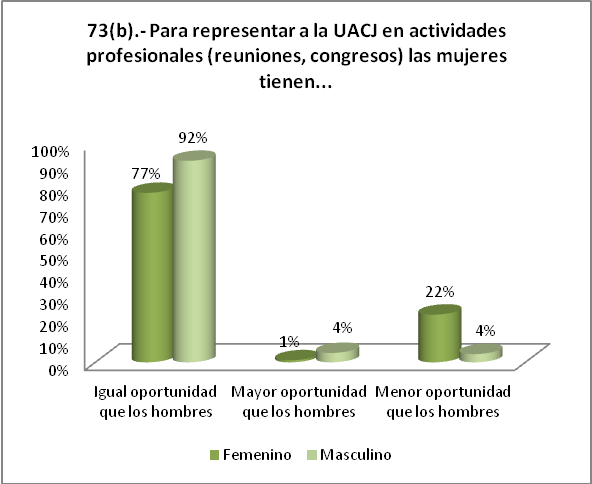 73(b).- Para representar a la UACJ en actividades
profesionales (reuniones, congresos) las mujeres
tienen...
100%
90%
80%
70%
60%
50%
40%
30%
20%
10%
0%
77%
92%
1%
4%
22%
4%
Igual oportunidad
que los hombres
Mayor oportunidad
que los hombres
Menor oportunidad
que los hombres
Femenino
Masculino